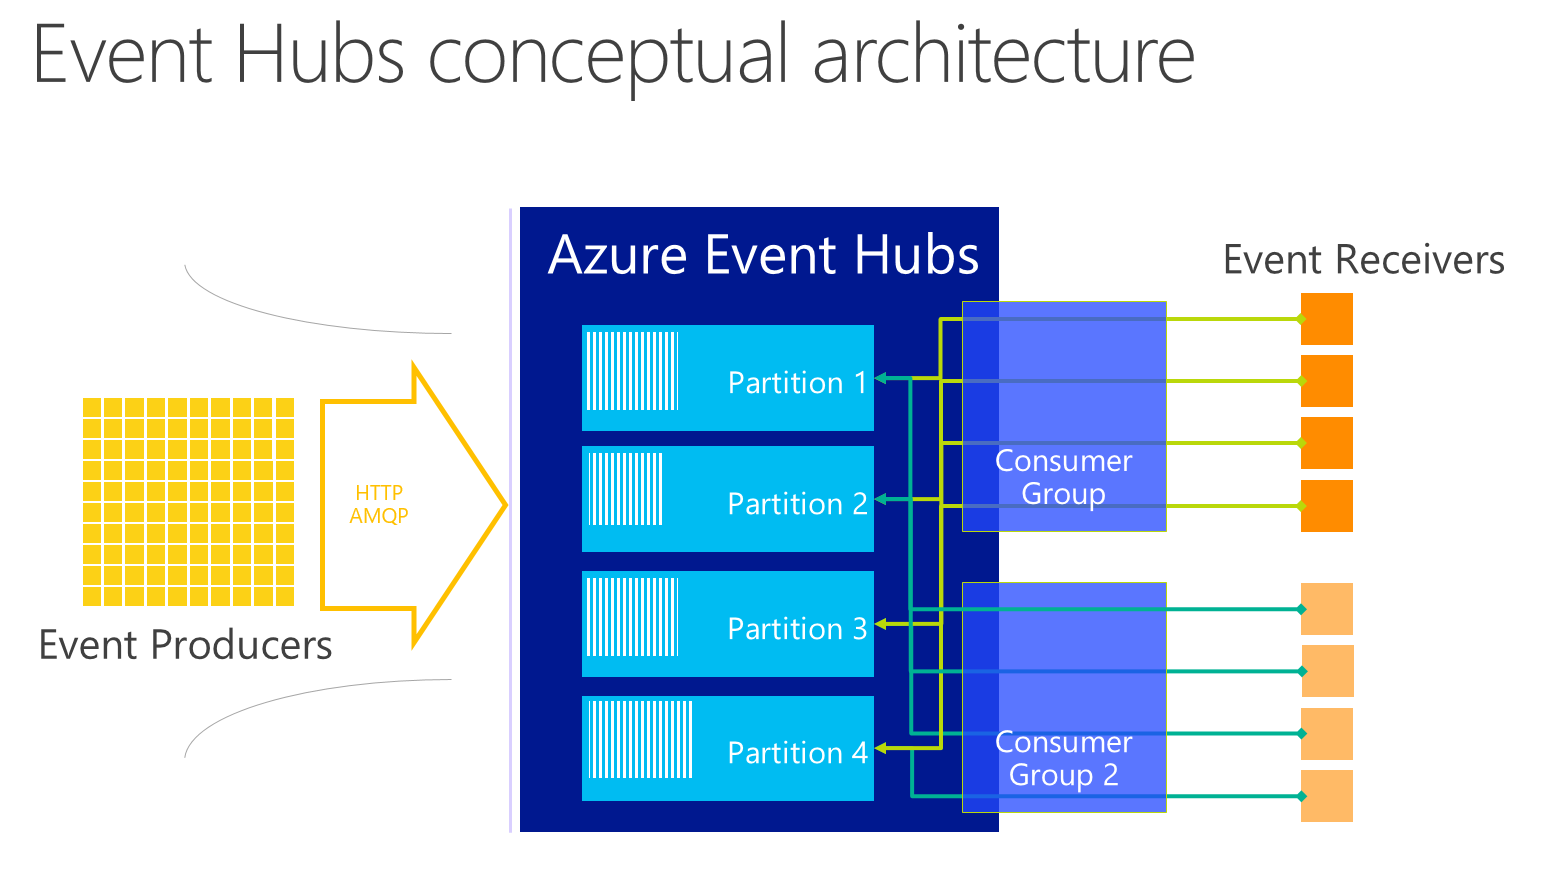 Event Hubs conceptual architecture
Azure Event Hubs
Event Receivers
Partition 1
Partition 2
Partition 3
Partition 4
Consumer
Group
Consumer
Group 2
HTTP
AMQP
Event Producers